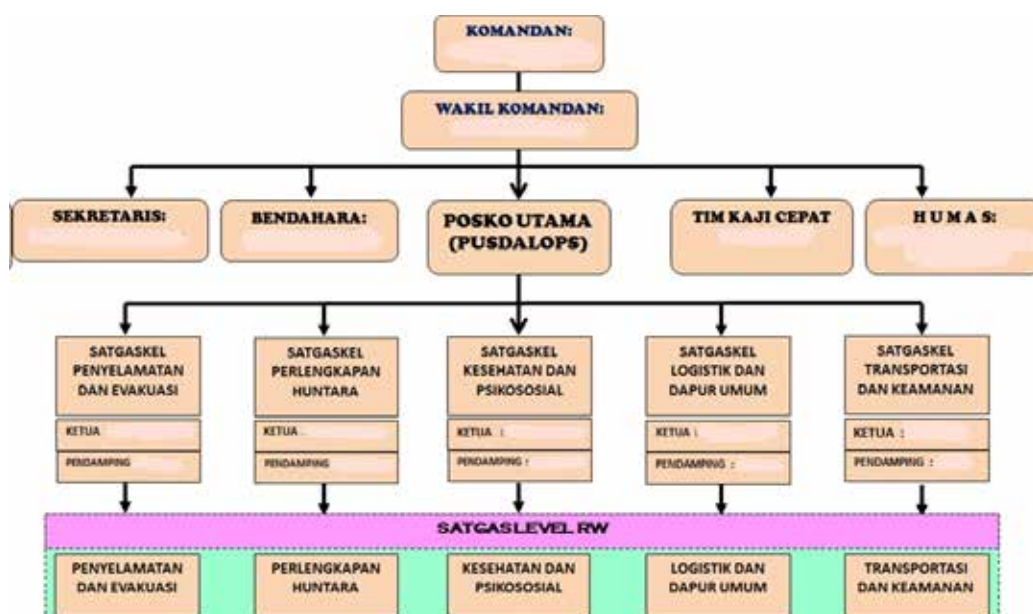 KOMANDAN:
WAKIL KOMANDAN:
SEKRETARIS:
BENDAHARA:
POSKO UTAMA
(PUSDALOPS)
TIM KAJI CEPAT
H U M A S:
SATGASKEL
PENYELAMATAN
DAN EVAKUASI
KETUA
PENDAMPING
SATGASKEL
PERLENGKAPAN
HUNTARA
KETUA
PENDAMPING
SATGASKEL
KESEHATAN DAN
PSIKOSOSIAL
KETUA :
PENDAMPING :
SATGASKEL
LOGISTIK DAN
DAPUR UMUM
KETUA :
PENDAMPING :
SATGASKEL
TRANSPORTASI
DAN KEAMANAN
KETUA :
PENDAMPING :
SATGAS LEVEL RW
PENYELAMATAN
DAN EVAKUASI
PERLENGKAPAN
HUNTARA
KESEHATAN DAN
PSIKOSOSIAL
LOGISTIK DAN
DAPUR UMUM
TRANSPORTASI
DAN KEAMANAN